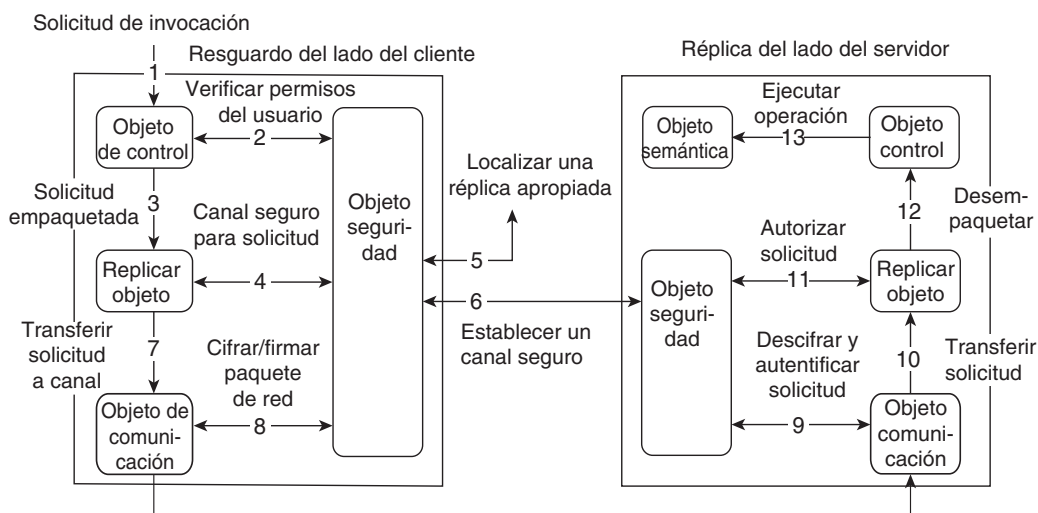 Solicitud de invocación
Resguardo del lado del cliente
Réplica del lado del servidor
1
Verificar permisos
del usuario
Objeto
de control
2
Solicitud
empaquetada
3
Canal seguro
para solicitud
Replicar
objeto
4
Objeto
seguri-
dad
Transferir
solicitud
a canal
7
Cifrar/firmar
paquete
de red
Objeto de
comuni-
cación
8
Localizar una
réplica apropiada
5
6
Establecer un
canal seguro
Ejecutar
operación
Objeto
semántica
13
Objeto
control
12
Desem-
paquetar
Autorizar
solicitud
11
Replicar
objeto
Objeto
seguri-
dad
Descifrar y
autentificar
solicitud
10
Transferir
solicitud
9
Objeto
comuni-
cación